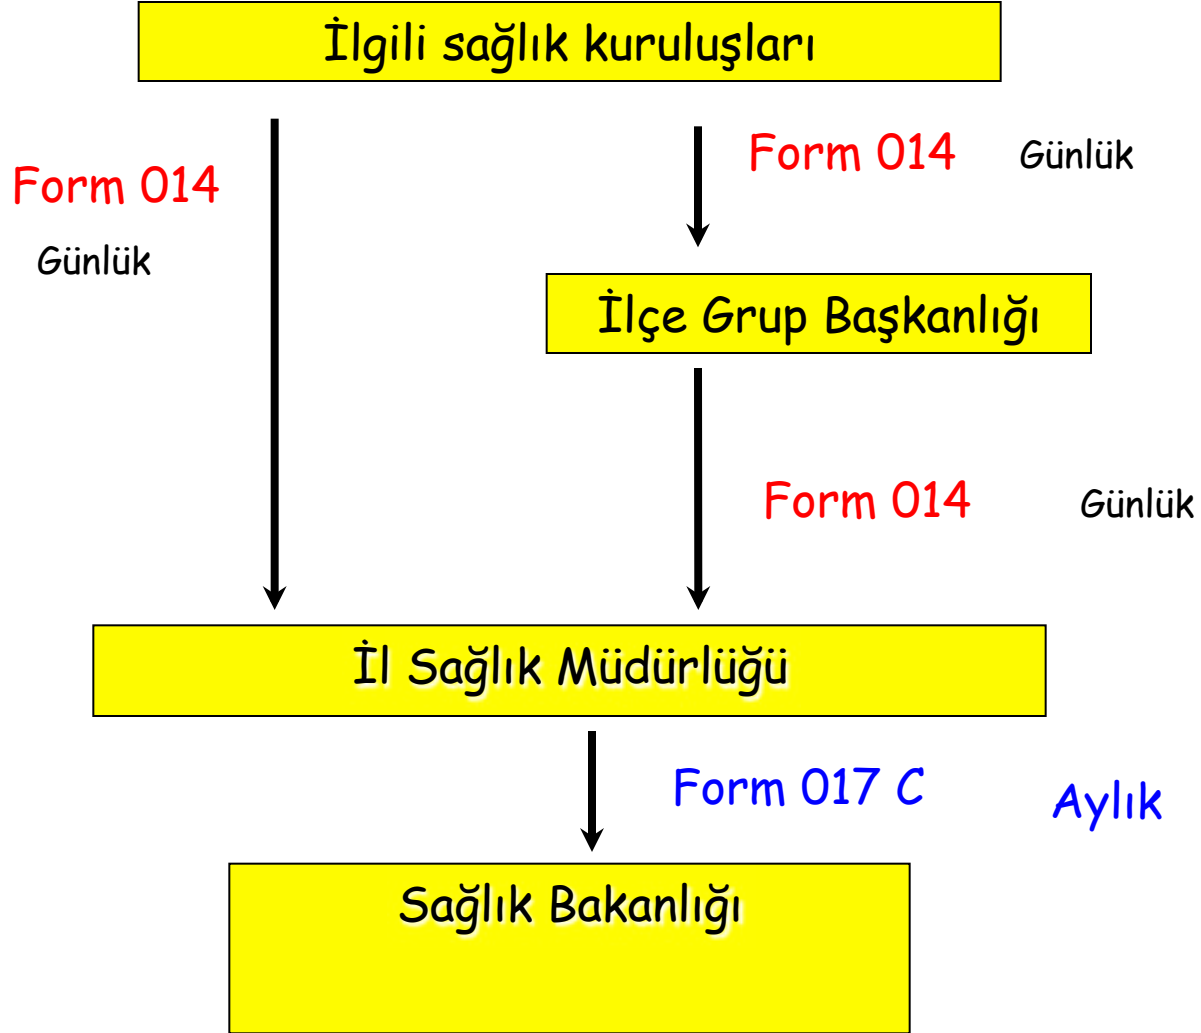 İlgili sağlık kuruluşları
Form 014 Günlük
Form 014
Günlük
İlçe Grup Başkanlığı
Form 014 Günlük
İl Sağlık Müdürlüğü
Form 017 C Aylık
Sağlık Bakanlığı